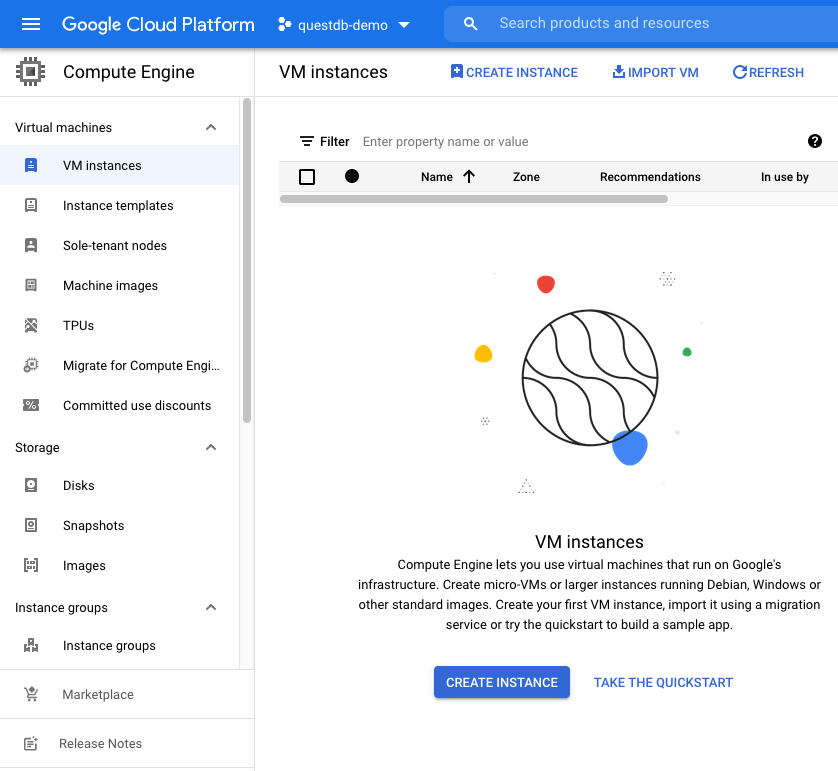 Google Cloud Platform
questdb-demo
Search products and resources
Compute Engine
VM instances
CREATE INSTANCE
IMPORT VM
REFRESH
Virtual machines
VM instances
Instance templates
Sole-tenant nodes
Machine images
TPUs
Migrate for Compute Engi...
Committed use discounts
Storage
Disks
Snapshots
Images
Instance groups
Instance groups
Marketplace
Release Notes
Filter
Enter property name or value
Name
Zone
Recommendations
In use by
VM instances
Compute Engine lets you use virtual machines that run on Google's
infrastructure. Create micro-VMs or larger instances running Debian, Windows or
other standard images. Create your first VM instance, import it using a migration
service or try the quickstart to build a sample app.
CREATE INSTANCE
TAKE THE QUICKSTART